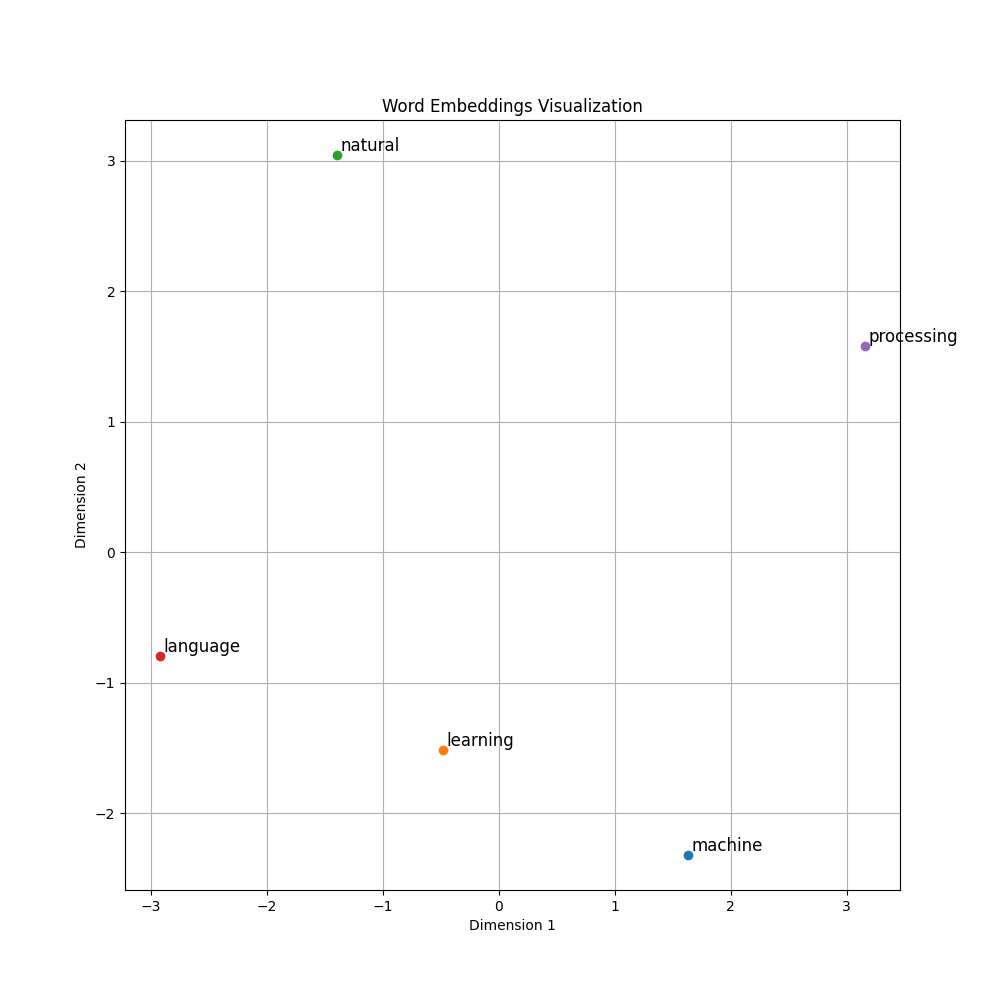 Word Embeddings Visualization
natural
3
2
processing
1
Dimension 2
0
language
−1
learning
−2
machine
−3
−2
−1
0
1
2
3
Dimension 1